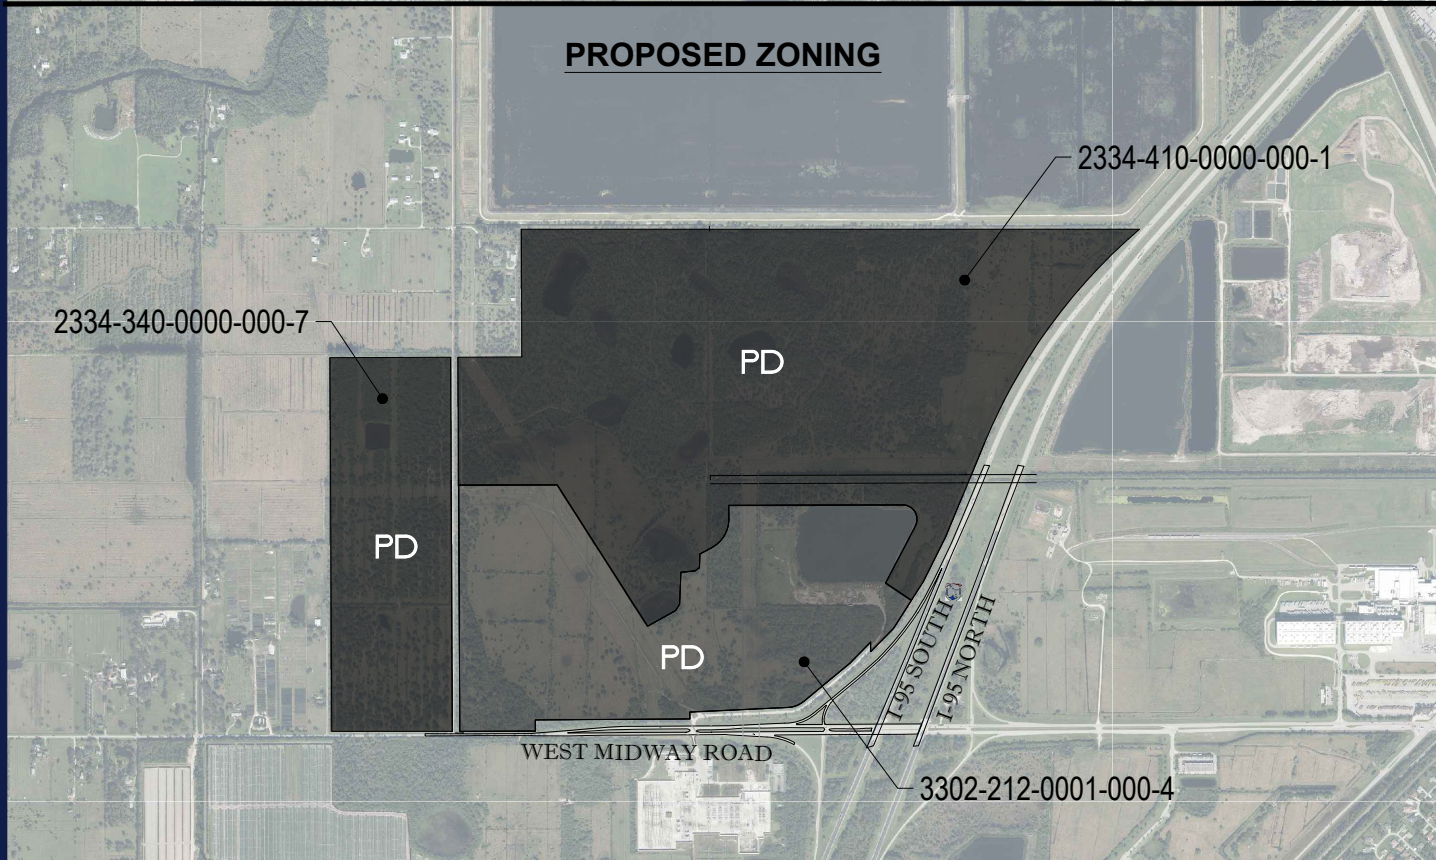 PROPOSED ZONING
2334-410-0000-000-1
2334-340-0000-000-7
PD
PD
PD
I-95 SOUTH
I-95 NORTH
WEST MIDWAY ROAD
3302-212-0001-000-4